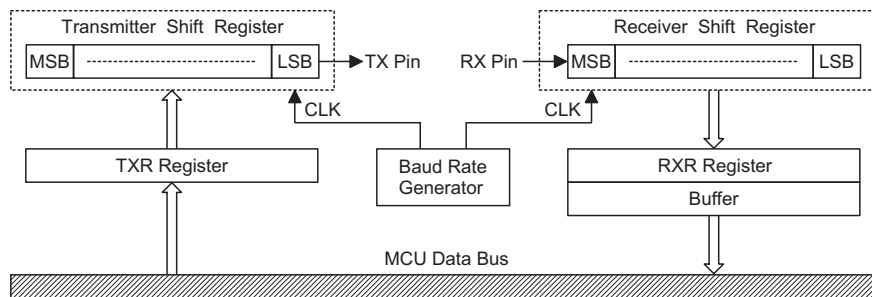 Transmitter Shift Register
MSB
LSB
TX Pin
CLK
Receiver Shift Register
RX Pin
MSB
LSB
CLK
TXR Register
Baud Rate
Generator
RXR Register
Buffer
MCU Data Bus